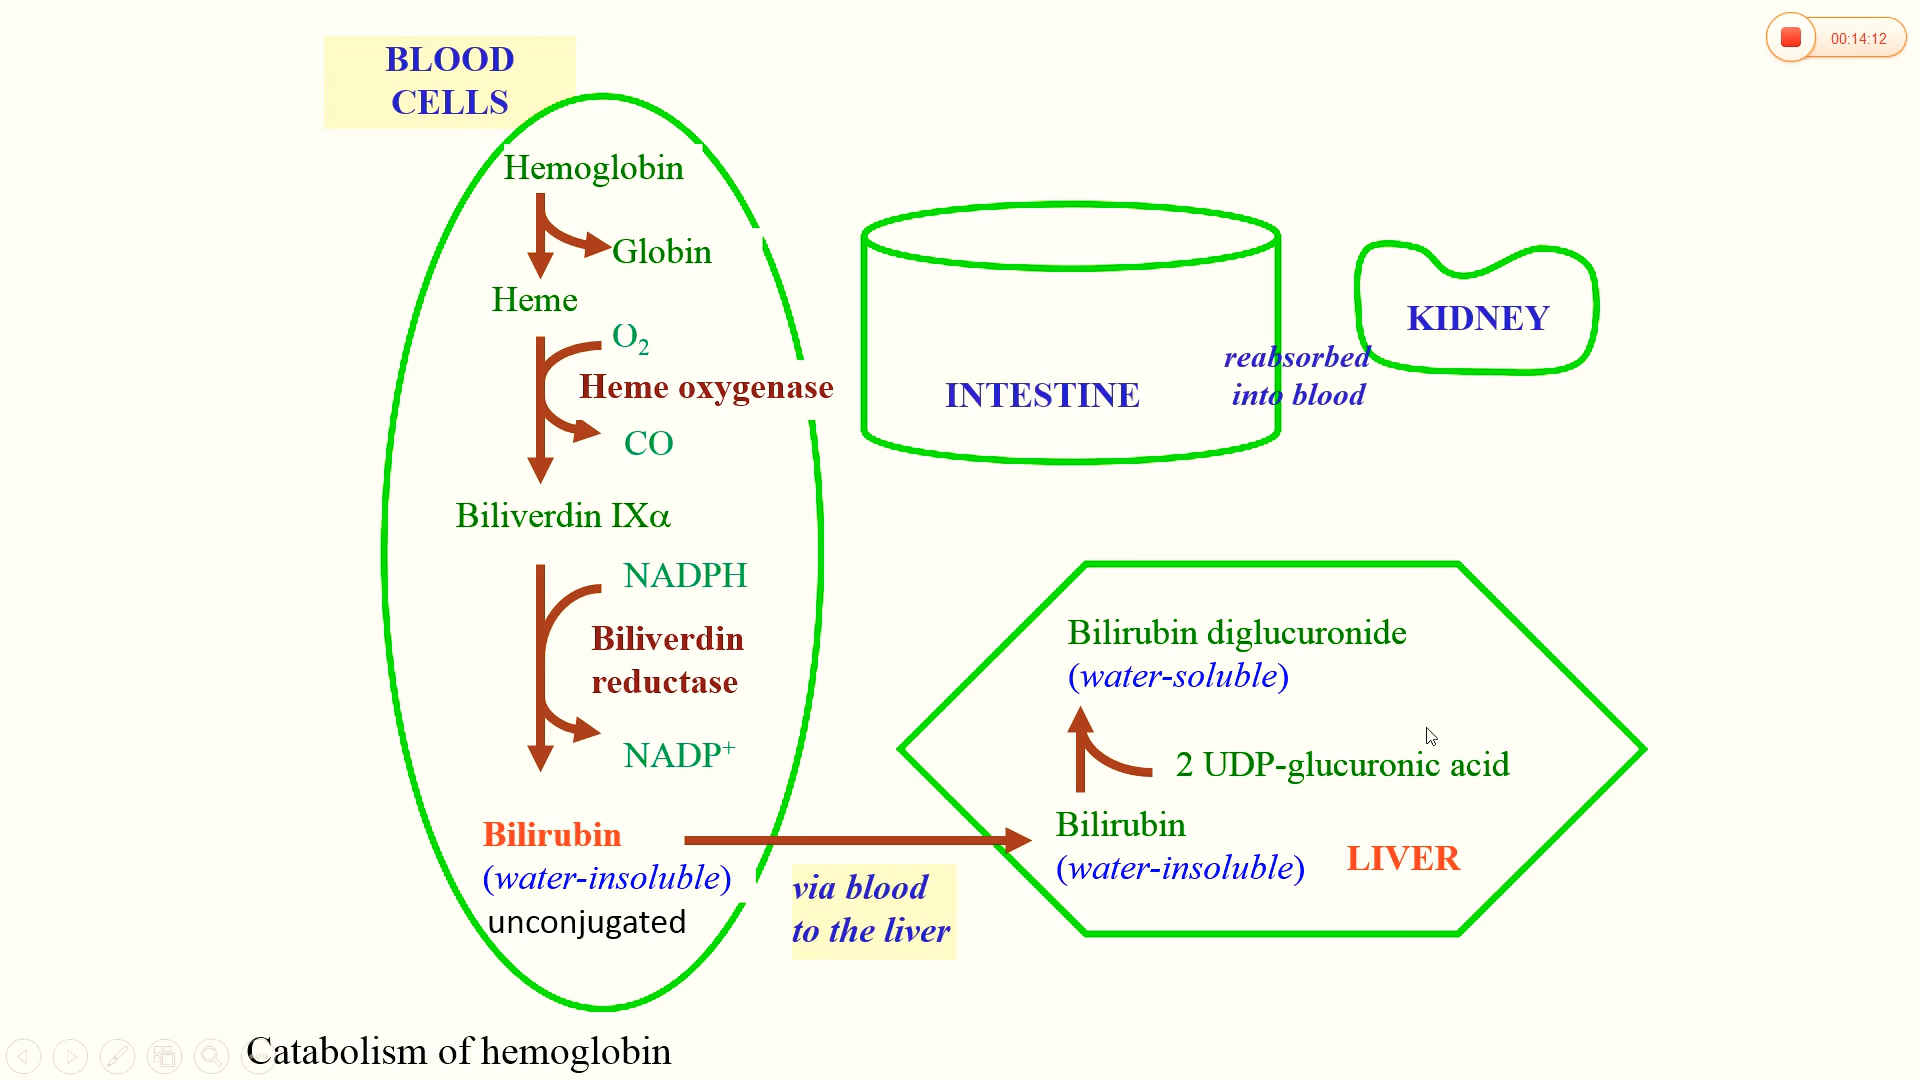 00:14:12
BLOOD
CELLS
Hemoglobin
Globin
Heme
O₂
Heme oxygenase
CO
Biliverdin IXα
NADPH
Biliverdin
reductase
NADP⁺
Bilirubin
(water-insoluble)
unconjugated
via blood
to the liver
INTESTINE
reabsorbed
into blood
KIDNEY
Bilirubin diglucuronide
(water-soluble)
2 UDP-glucuronic acid
Bilirubin
(water-insoluble)
LIVER
Catabolism of hemoglobin